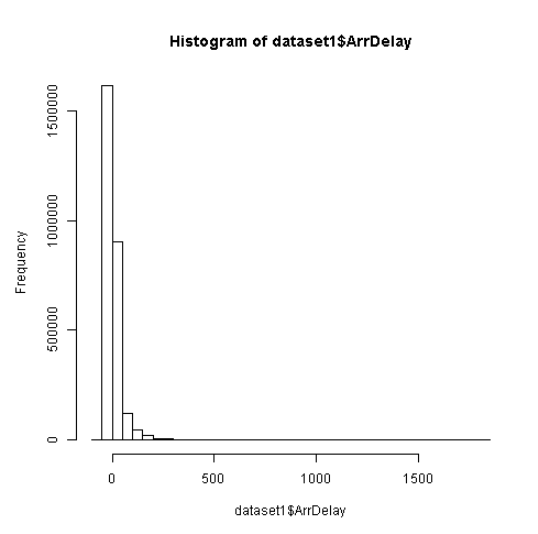 Histogram of dataset1$ArrDelay
1500000
1000000
500000
0
Frequency
0 500 1000 1500
dataset1$ArrDelay